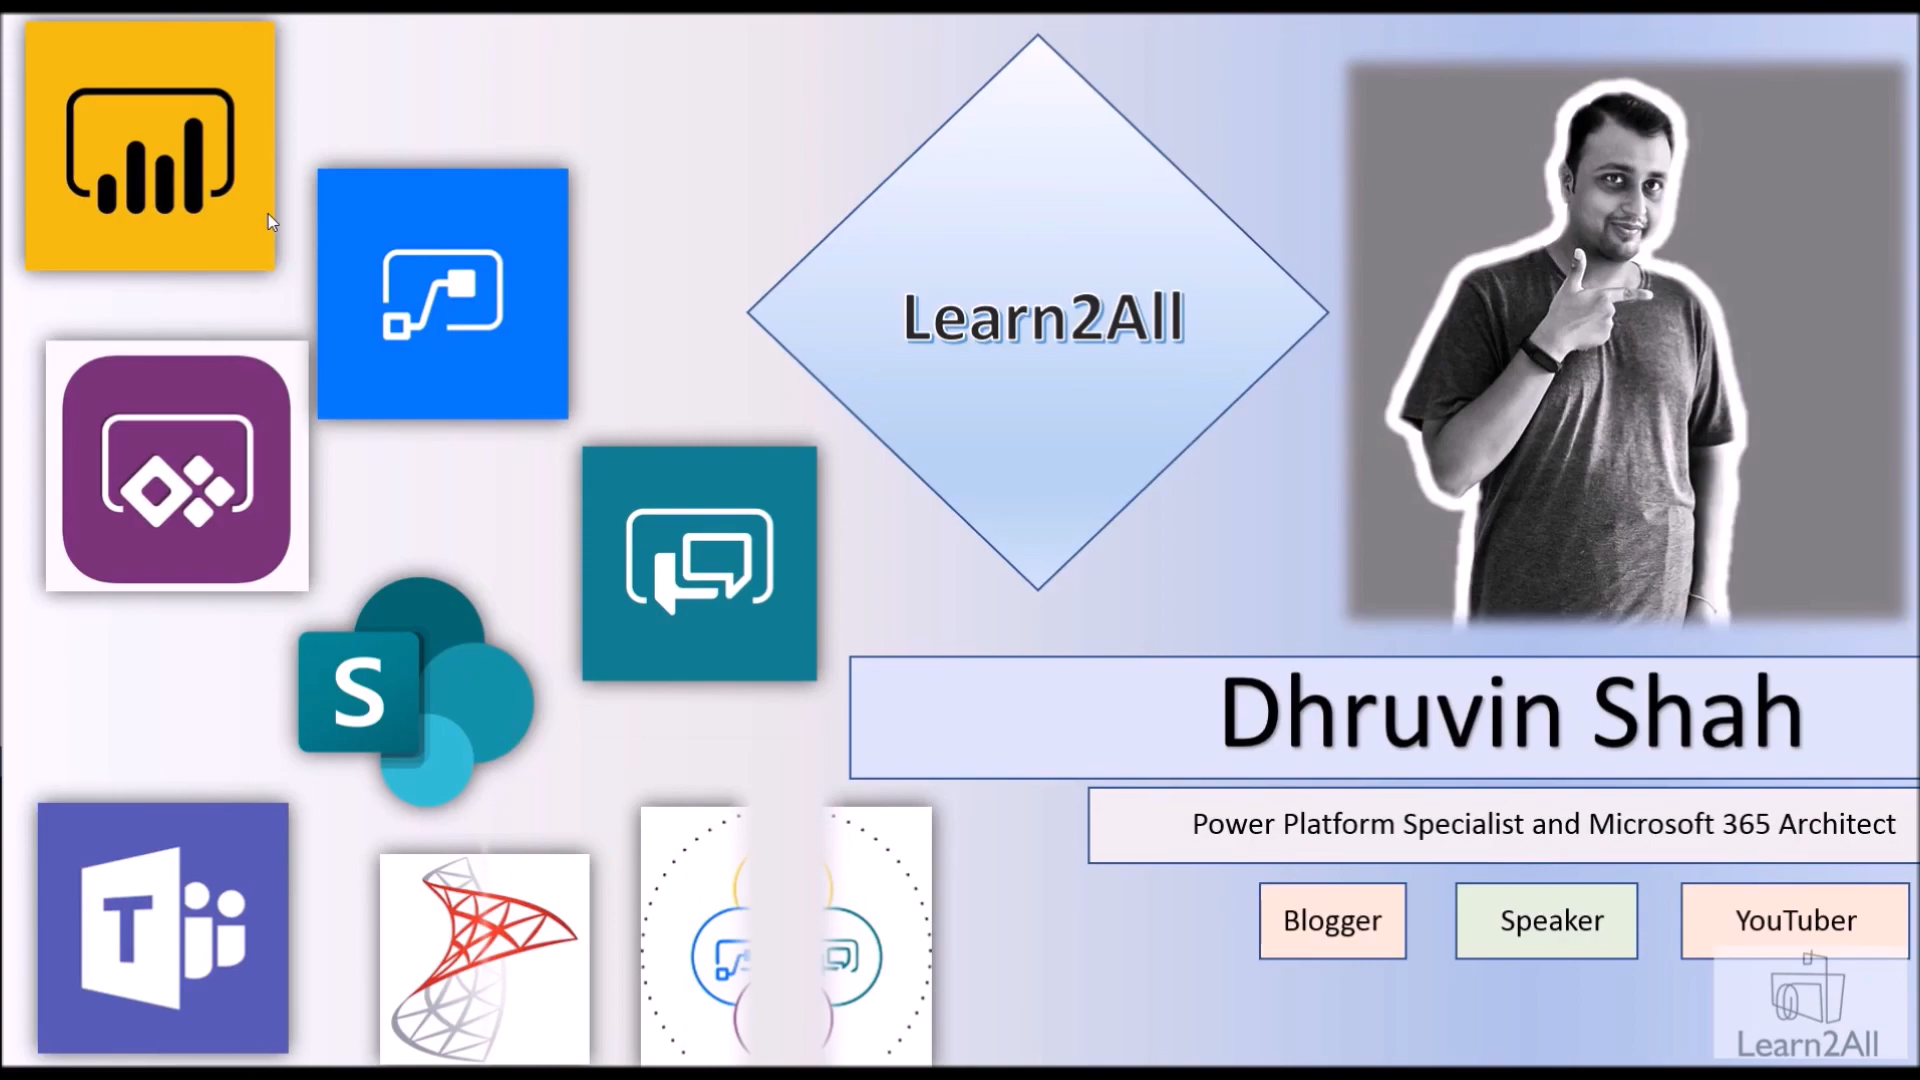 Learn2All
S
Dhruvin Shah
Power Platform Specialist and Microsoft 365 Architect
T
Blogger
Speaker
YouTuber
Learn2All